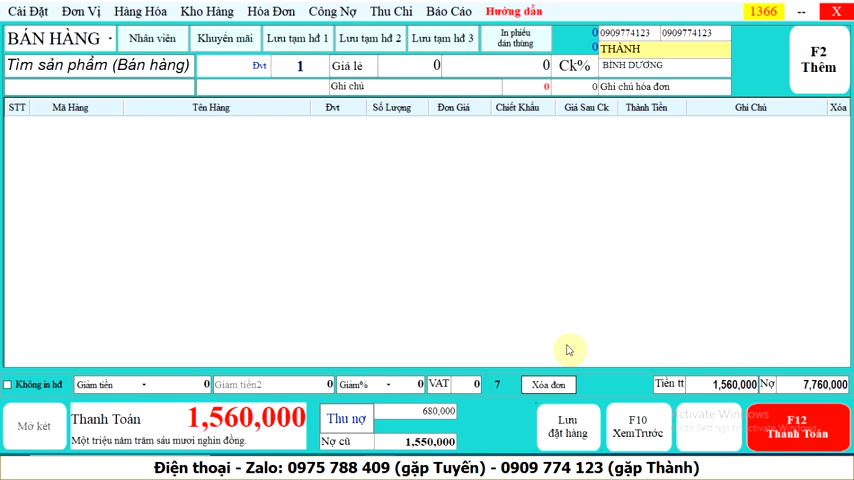 Cài Đặt Đơn Vị Hàng Hóa Kho Hàng Hóa Đơn Công Nợ Thu Chi Báo Cáo Hướng dẫn 1366 -- X
BÁN HÀNG Nhân viên Khuyến mãi Lưu tạm hđ 1 Lưu tạm hđ 2 Lưu tạm hđ 3 In phiếu dán thùng 0 0909774123 0909774123
0 THÀNH
F2 Thêm
Tìm sản phẩm (Bán hàng) Đvt 1 Giá lẻ 0 0 Ck% BÌNH DƯƠNG
Ghi chú 0 0 Ghi chú hóa đơn
STT Mã Hàng Tên Hàng Đvt Số Lượng Đơn Giá Chiết Khấu Giá Sau Ck Thành Tiền Ghi Chú Xóa
Không in hđ Giảm tiền 0 Giảm tiền2 0 Giảm% 0 VAT 0 7 Xóa đơn Tiền tt 1,560,000 Nợ 7,760,000
Mở két Thanh Toán 1,560,000 Thu nợ 680,000
Lưu đặt hàng F10 XemTrước F12 Thanh Toán
Activate Windows
Go to Settings to activate Windows.
Một triệu năm trăm sáu mươi nghìn đồng. Nợ cũ 1,550,000
Điện thoại - Zalo: 0975 788 409 (gặp Tuyến) - 0909 774 123 (gặp Thành)